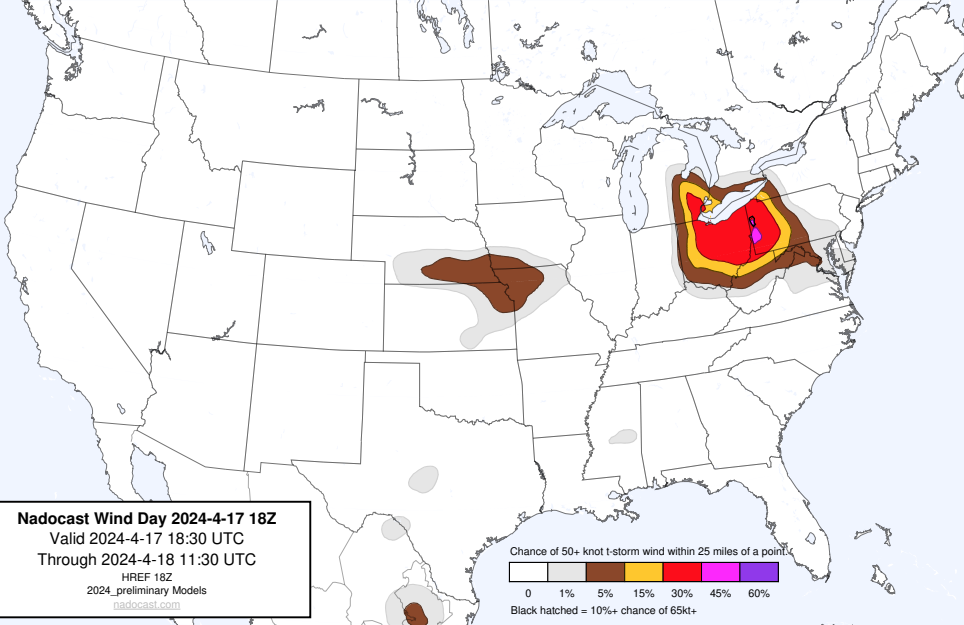 Nadocast Wind Day 2024-4-17 18Z
Valid 2024-4-17 18:30 UTC
Through 2024-4-18 11:30 UTC
HREF 18Z
2024_preliminary Models
nadocast.com
Chance of 50+ knot t-storm wind within 25 miles of a point.
0 1% 5% 15% 30% 45% 60%
Black hatched = 10%+ chance of 65kt+